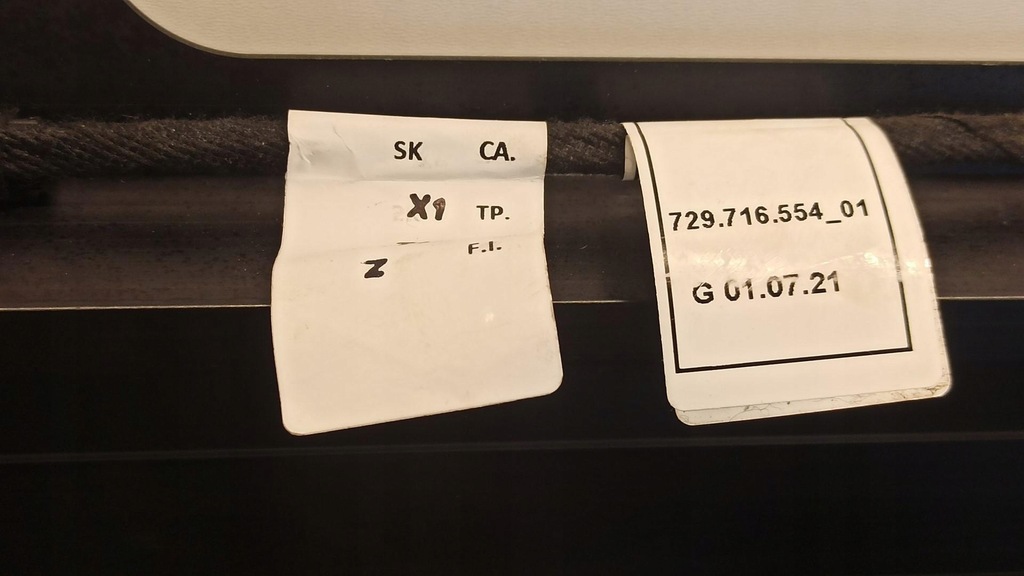 SK CA.
X1 TP.
F.I.
Z
729.716.554_01
G 01.07.21